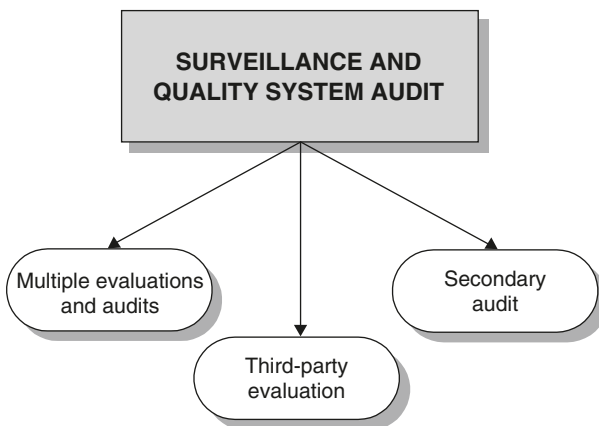 SURVEILLANCE AND
QUALITY SYSTEM AUDIT
Multiple evaluations
and audits
Secondary
audit
Third-party
evaluation